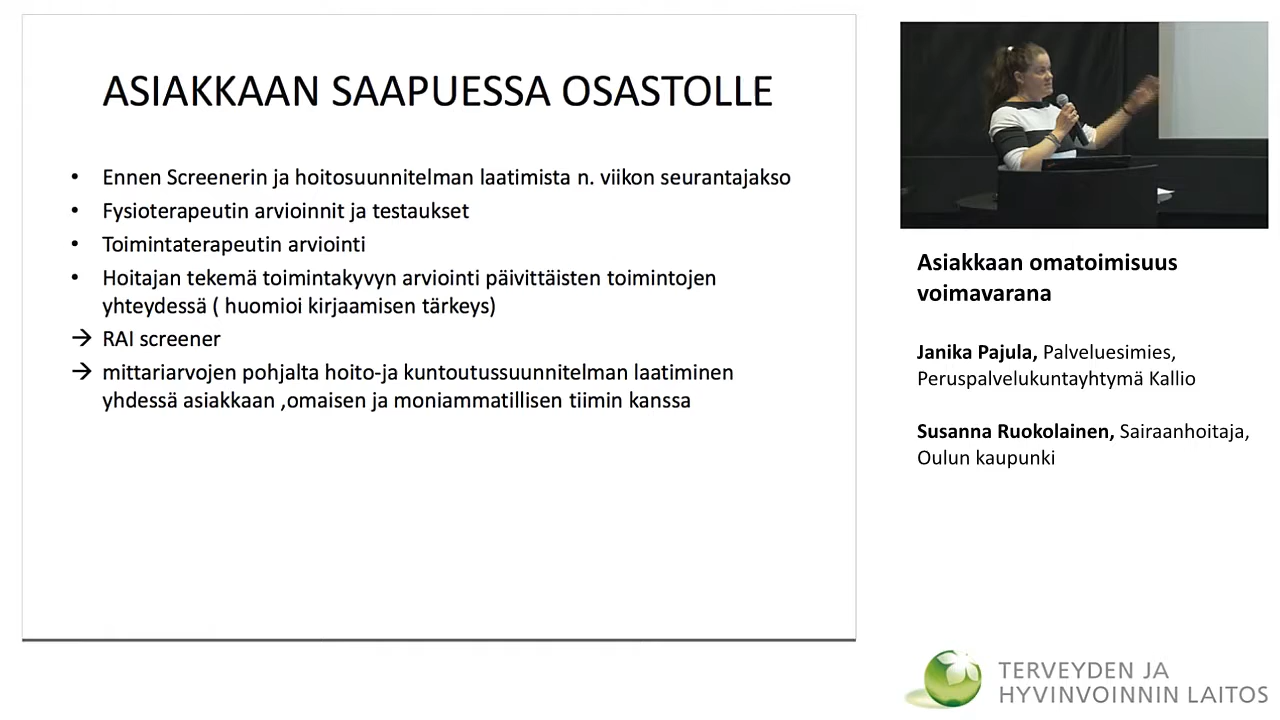 ASIAKKAAN SAAPUESSA OSASTOLLE
• Ennen Screenerin ja hoitosuunnitelman laatimista n. viikon seurantajakso
• Fysioterapeutin arvioinnit ja testaukset
• Toimintaterapeutin arviointi
• Hoitajan tekemä toimintakyvyn arviointi päivittäisten toimintojen
yhteydessä ( huomioi kirjaamisen tärkeys)
→ RAI screener
→ mittariarvojen pohjalta hoito-ja kuntoutussuunnitelman laatiminen
yhdessä asiakkaan ,omaisen ja moniammatillisen tiimin kanssa
Asiakkaan omatoimisuus
voimavarana
Janika Pajula, Palveluesimies,
Peruspalvelukuntayhtymä Kallio
Susanna Ruokolainen, Sairaanhoitaja,
Oulun kaupunki
TERVEYDEN JA
HYVINVOINNIN LAITOS